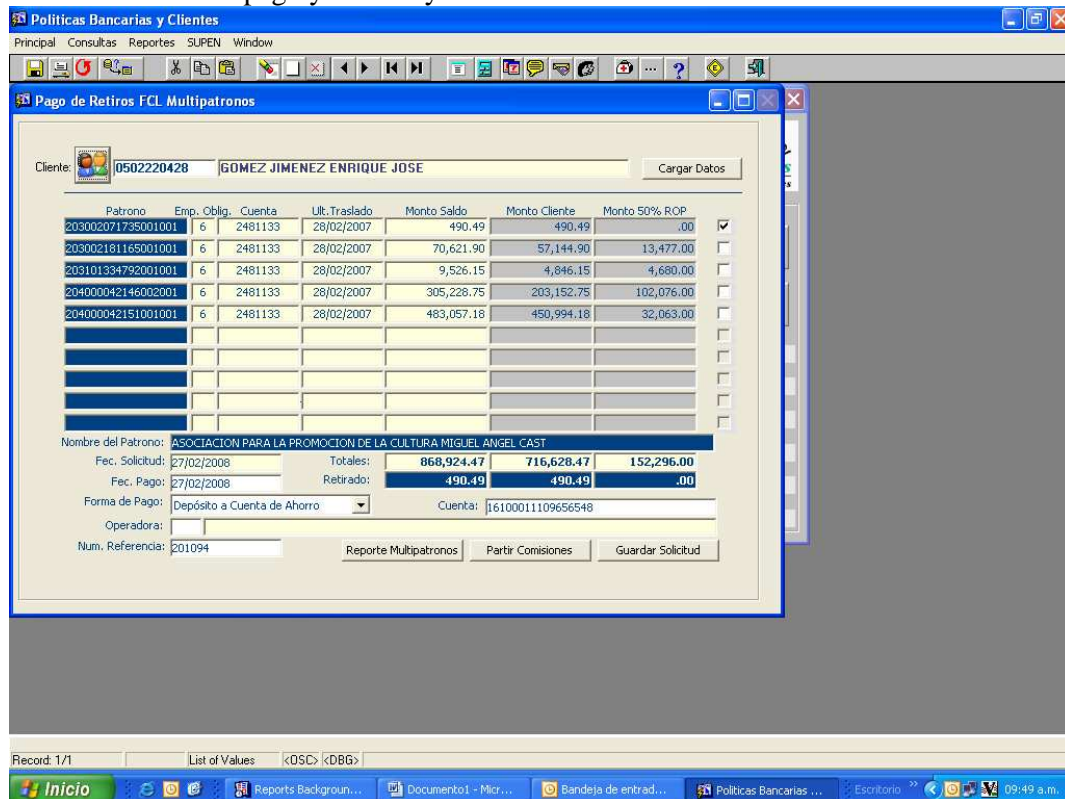 Políticas Bancarias y Clientes
Principal Consultas Reportes SUPEN Window
Pago de Retiros FCL Multipatronos
Cliente: 0502220428 GOMEZ JIMENEZ ENRIQUE JOSE Cargar Datos
Patrono Emp. Oblig. Cuenta Ult.Traslado Monto Saldo Monto Cliente Monto 50% ROP
203002071735001001 6 2481133 28/02/2007 490.49 490.49 .00
203002181165001001 6 2481133 28/02/2007 70,621.90 57,144.90 13,477.00
203101334792001001 6 2481133 28/02/2007 9,526.15 4,846.15 4,680.00
204000042146002001 6 2481133 28/02/2007 305,228.75 203,152.75 102,076.00
204000042151001001 6 2481133 28/02/2007 483,057.18 450,994.18 32,063.00
Nombre del Patrono: ASOCIACION PARA LA PROMOCION DE LA CULTURA MIGUEL ANGEL CAST
Fec. Solicitud: 27/02/2008 Totales: 868,924.47 716,628.47 152,296.00
Fec. Pago: 27/02/2008 Retirado: 490.49 490.49 .00
Forma de Pago: Depósito a Cuenta de Ahorro Cuenta: 16100011109656548
Operadora:
Num. Referencia: 201094 Reporte Multipatronos Partir Comisiones Guardar Solicitud
Record: 1/1 List of Values <OSC> <DBG>
Inicio Reports Backgroun... Documento1 - Micr... Bandeja de entrad... Políticas Bancarias ... Escritorio » 09:49 a.m.